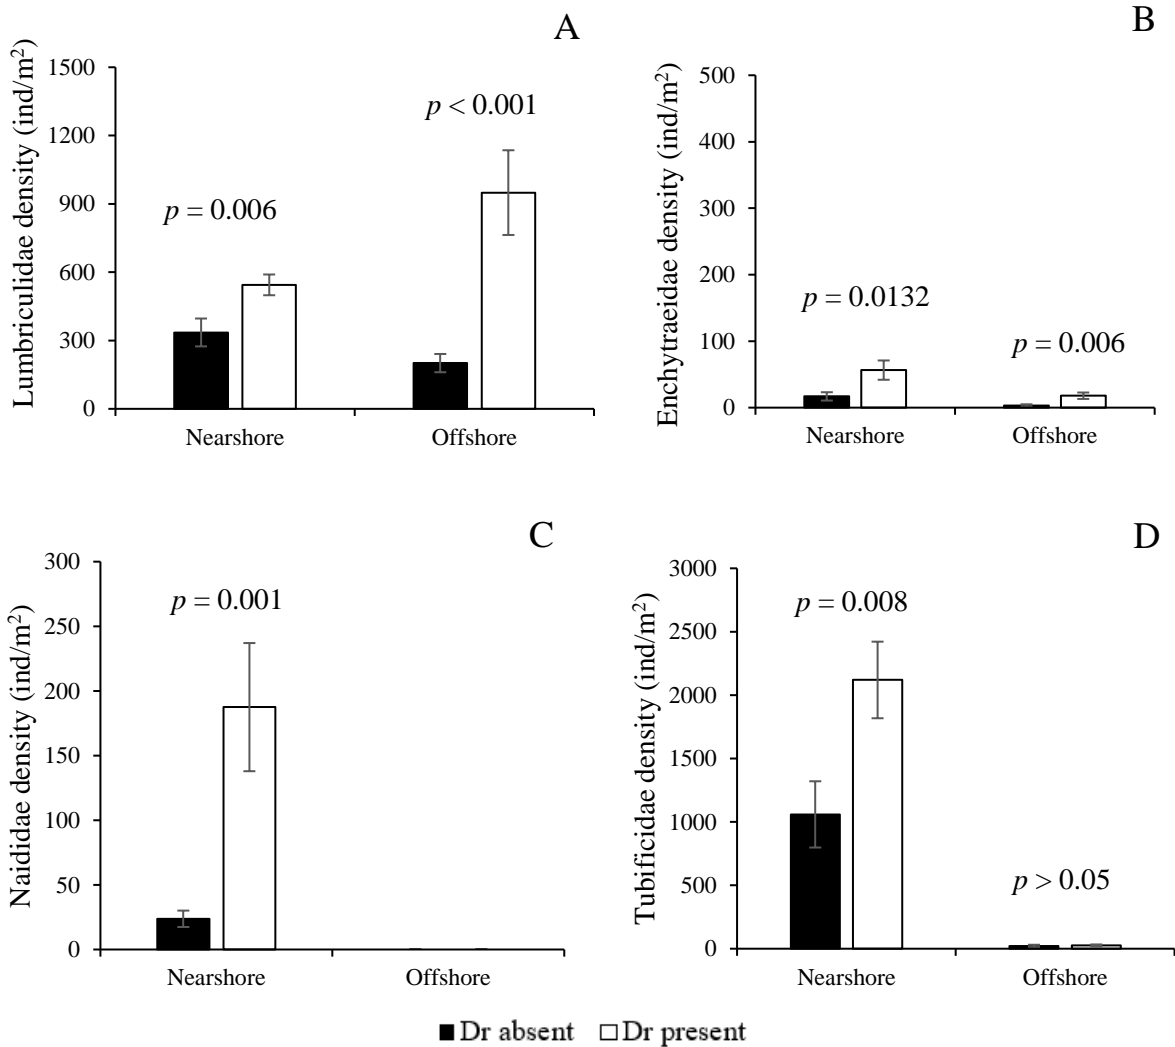 A
Lumbriculidae density (ind/m²)
1500
1200
900
600
300
0
p = 0.006
p < 0.001
Nearshore
Offshore
B
Enchytraeidae density (ind/m²)
500
400
300
200
100
0
p = 0.0132
p = 0.006
Nearshore
Offshore
C
Naididae density (ind/m²)
300
250
200
150
100
50
0
p = 0.001
Nearshore
Offshore
D
Tubificidae density (ind/m²)
3000
2500
2000
1500
1000
500
0
p = 0.008
p > 0.05
Nearshore
Offshore
Dr absent Dr present